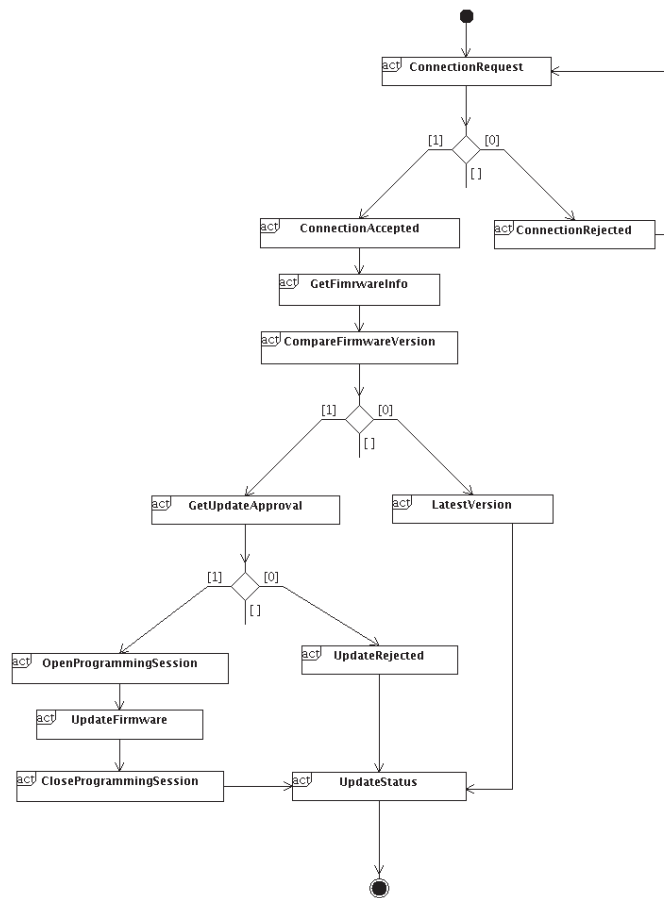 act ConnectionRequest
[1] [0]
[ ]
act ConnectionAccepted
act ConnectionRejected
act GetFimrwareInfo
act CompareFirmwareVersion
[1] [0]
[ ]
act GetUpdateApproval
act LatestVersion
[1] [0]
[ ]
act OpenProgrammingSession
act UpdateRejected
act UpdateFirmware
act CloseProgrammingSession
act UpdateStatus